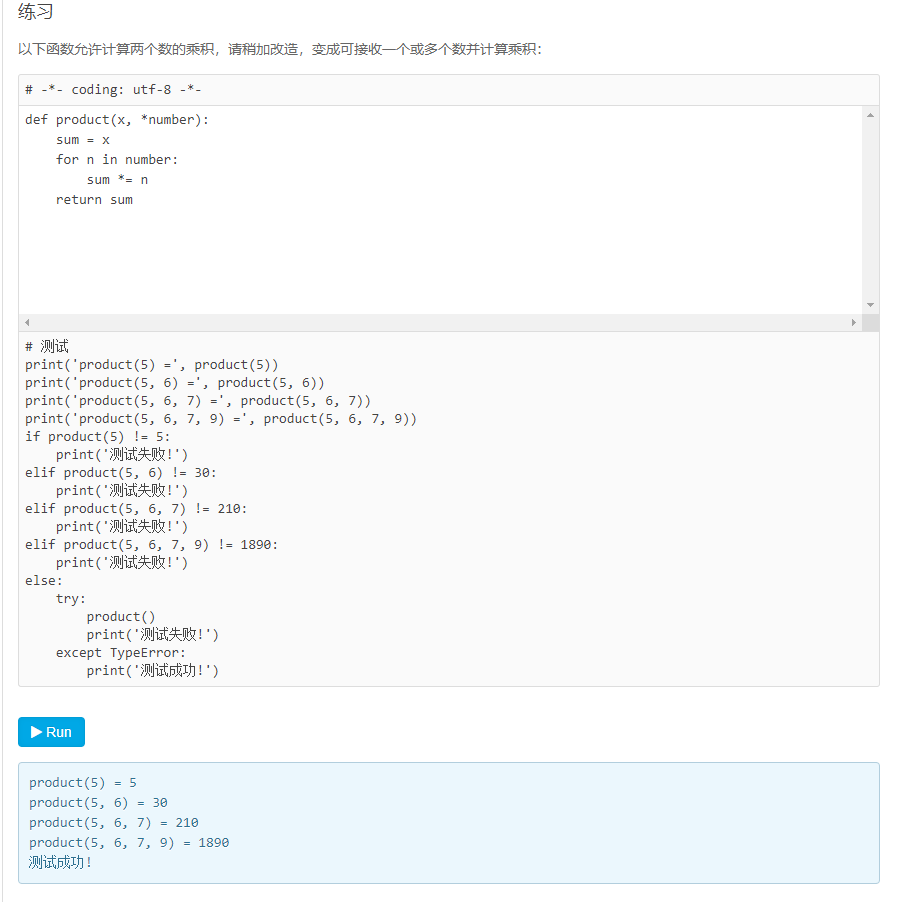 练习
以下函数允许计算两个数的乘积，请稍加改造，变成可接收一个或多个数并计算乘积：
# -*- coding: utf-8 -*-
def product(x, *number):
    sum = x
    for n in number:
        sum *= n
    return sum
# 测试
print('product(5) =', product(5))
print('product(5, 6) =', product(5, 6))
print('product(5, 6, 7) =', product(5, 6, 7))
print('product(5, 6, 7, 9) =', product(5, 6, 7, 9))
if product(5) != 5:
    print('测试失败!')
elif product(5, 6) != 30:
    print('测试失败!')
elif product(5, 6, 7) != 210:
    print('测试失败!')
elif product(5, 6, 7, 9) != 1890:
    print('测试失败!')
else:
    try:
        product()
        print('测试失败!')
    except TypeError:
        print('测试成功!')
Run
product(5) = 5
product(5, 6) = 30
product(5, 6, 7) = 210
product(5, 6, 7, 9) = 1890
测试成功!